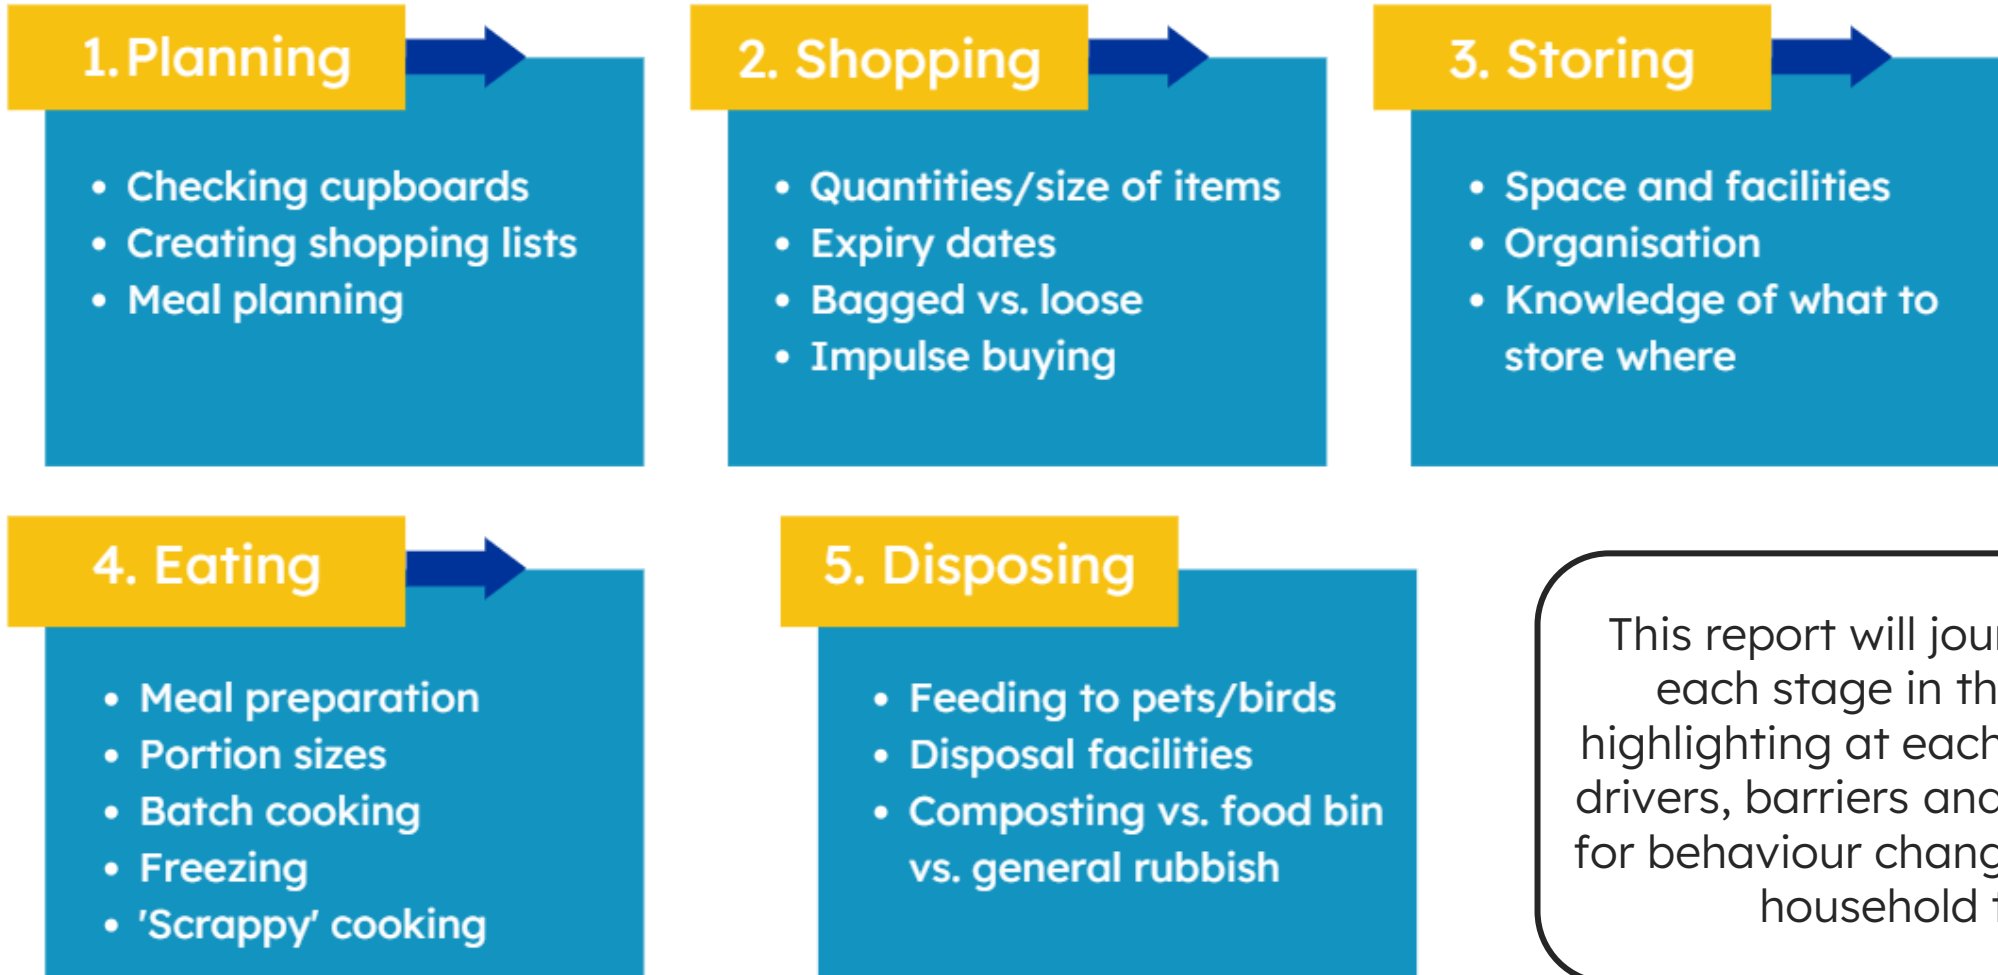 1. Planning
• Checking cupboards
• Creating shopping lists
• Meal planning
2. Shopping
• Quantities/size of items
• Expiry dates
• Bagged vs. loose
• Impulse buying
3. Storing
• Space and facilities
• Organisation
• Knowledge of what to
store where
4. Eating
• Meal preparation
• Portion sizes
• Batch cooking
• Freezing
• 'Scrappy' cooking
5. Disposing
• Feeding to pets/birds
• Disposal facilities
• Composting vs. food bin
vs. general rubbish
This report will
each stage in
highlighting at each
drivers, barriers
for behaviour
household